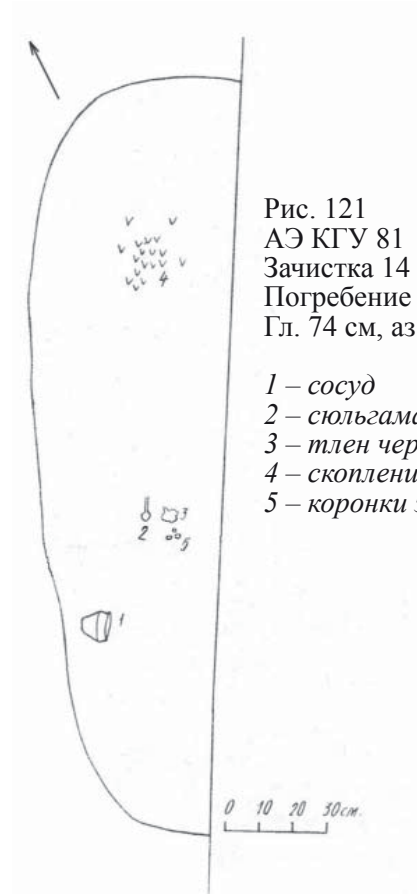 Рис. 121
АЭ КГУ 81
Зачистка 14
Погребение
Гл. 74 см, аз
1 – сосуд
2 – сюльгама
3 – тлен чер
4 – скоплени
5 – коронки
4
3
2
5
1
0 10 20 30см.